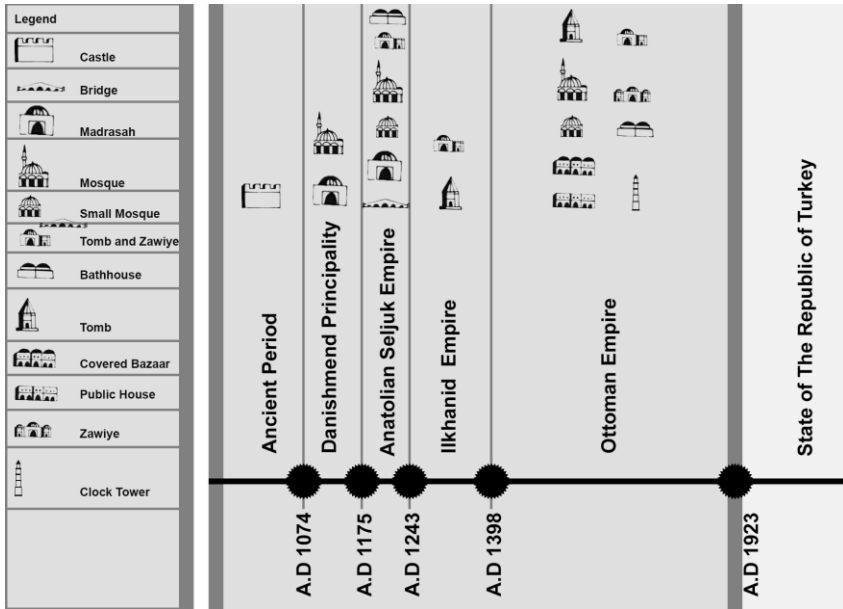 Legend
Castle
Bridge
Madrasah
Mosque
Small Mosque
Tomb and Zawiye
Bathhouse
Tomb
Covered Bazaar
Public House
Zawiye
Clock Tower
Ancient Period
Danishmend Principality
Anatolian Seljuk Empire
Ilkhanid Empire
Ottoman Empire
State of The Republic of Turkey
A.D 1074
A.D 1175
A.D 1243
A.D 1398
A.D 1923